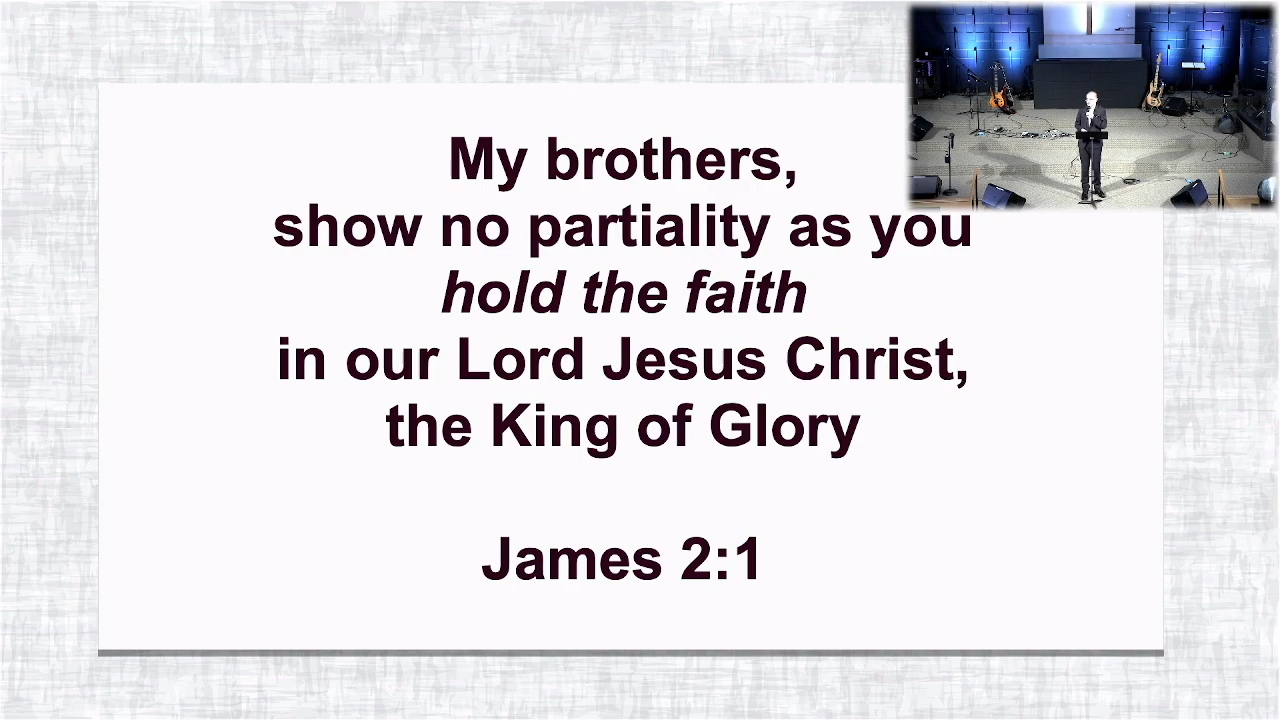 My brothers,
show no partiality as you
hold the faith
in our Lord Jesus Christ,
the King of Glory
James 2:1